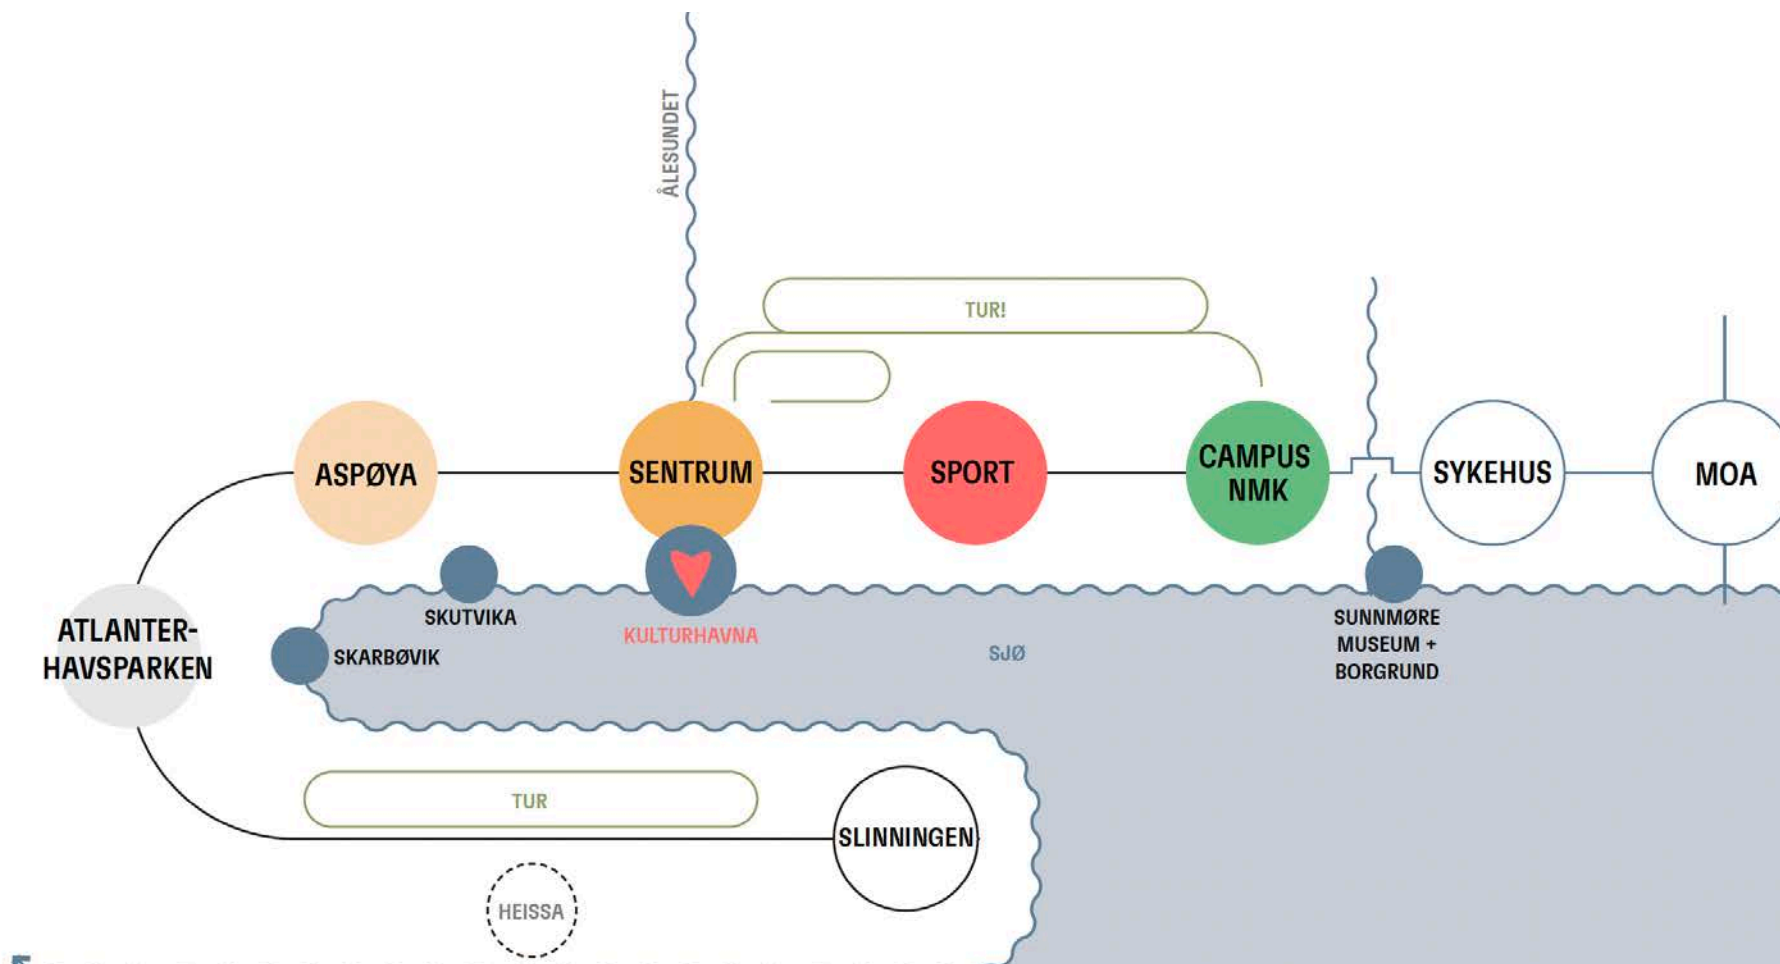 ÅLESUNDET
TUR!
ASPØYA
SENTRUM
SPORT
CAMPUS
NMK
SYKEHUS
MOA
ATLANTER-
HAVSPARKEN
SKUTVIKA
SKARBØVIK
KULTURHAVNA
SJØ
SUNNMØRE
MUSEUM +
BORGRUND
TUR
SLINNINGEN
HEISSA